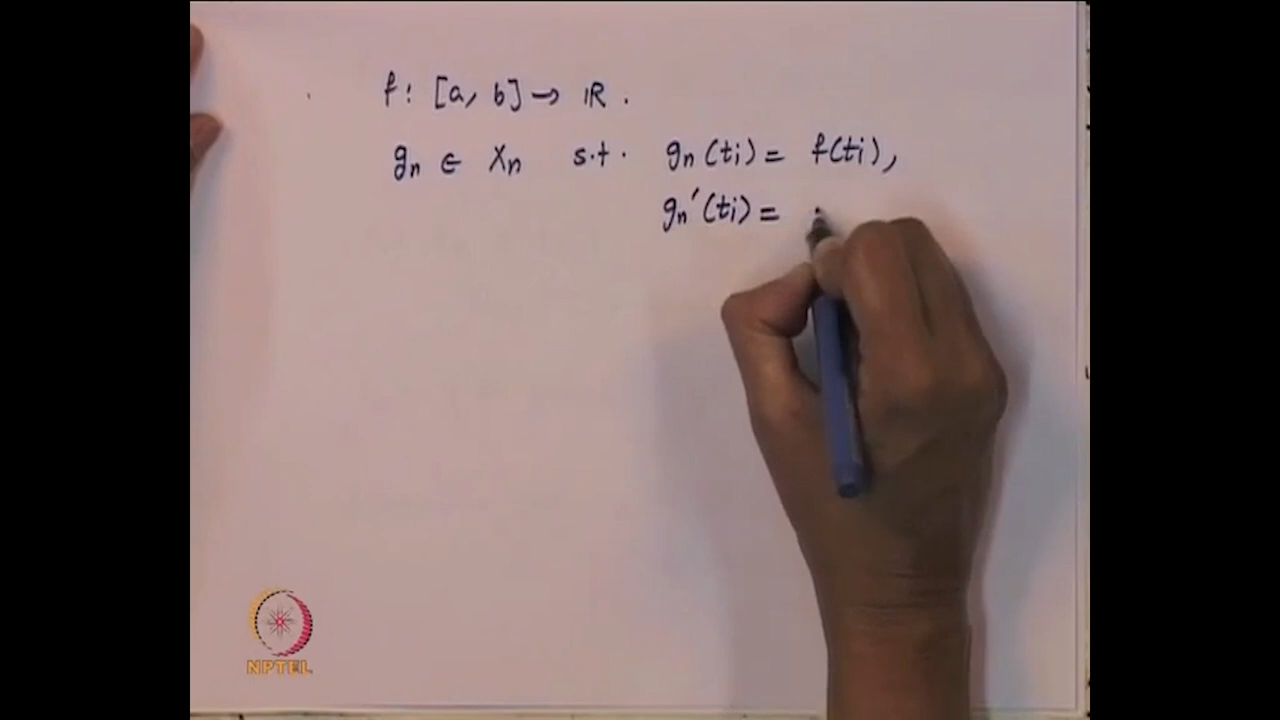 f: [a, b] → ℝ.
gₙ ∈ Xₙ s.t. gₙ(ti) = f(ti),
gₙ'(ti) =
NPTEL